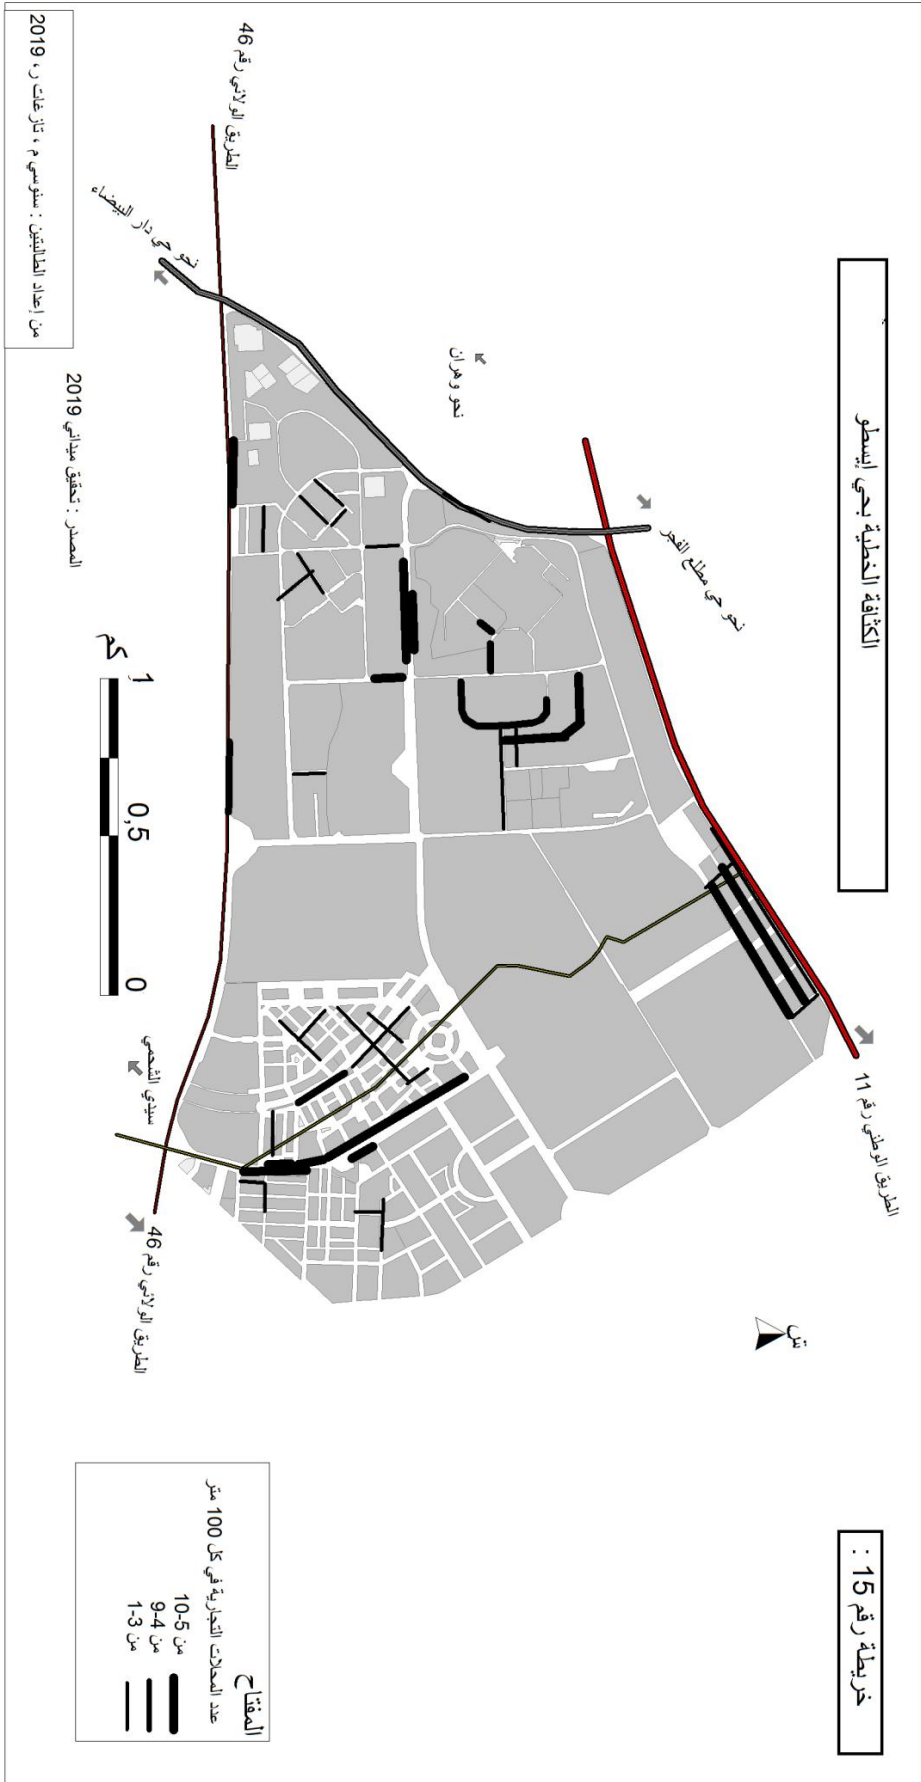 خريطة رقم 15 :
الكثافة الخطية بحي إيسطو
الطريق الوطني رقم 11
نحو حي مطلع الفجر
نحو وهران
نحو حي دار البيضاء
الطريق الولائي رقم 46
ش
سيدي الشحمي
الطريق الولائي رقم 46
كم
1 0,5 0
المفتاح
عدد المحلات التجارية في كل 100 متر
من 5-10
من 4-9
من 3-1
المصدر : تحقيق ميداني 2019
من إعداد الطالبتين : سنوسي م ، تازغات ر، 2019